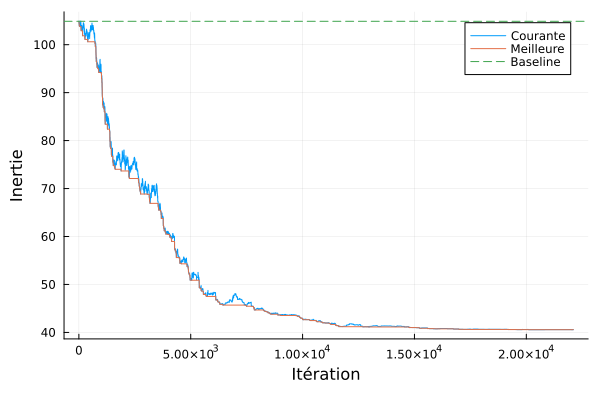 Courante
Meilleure
Baseline
Inertie
100
90
80
70
60
50
40
0
5.00×10³
1.00×10⁴
1.50×10⁴
2.00×10⁴
Itération